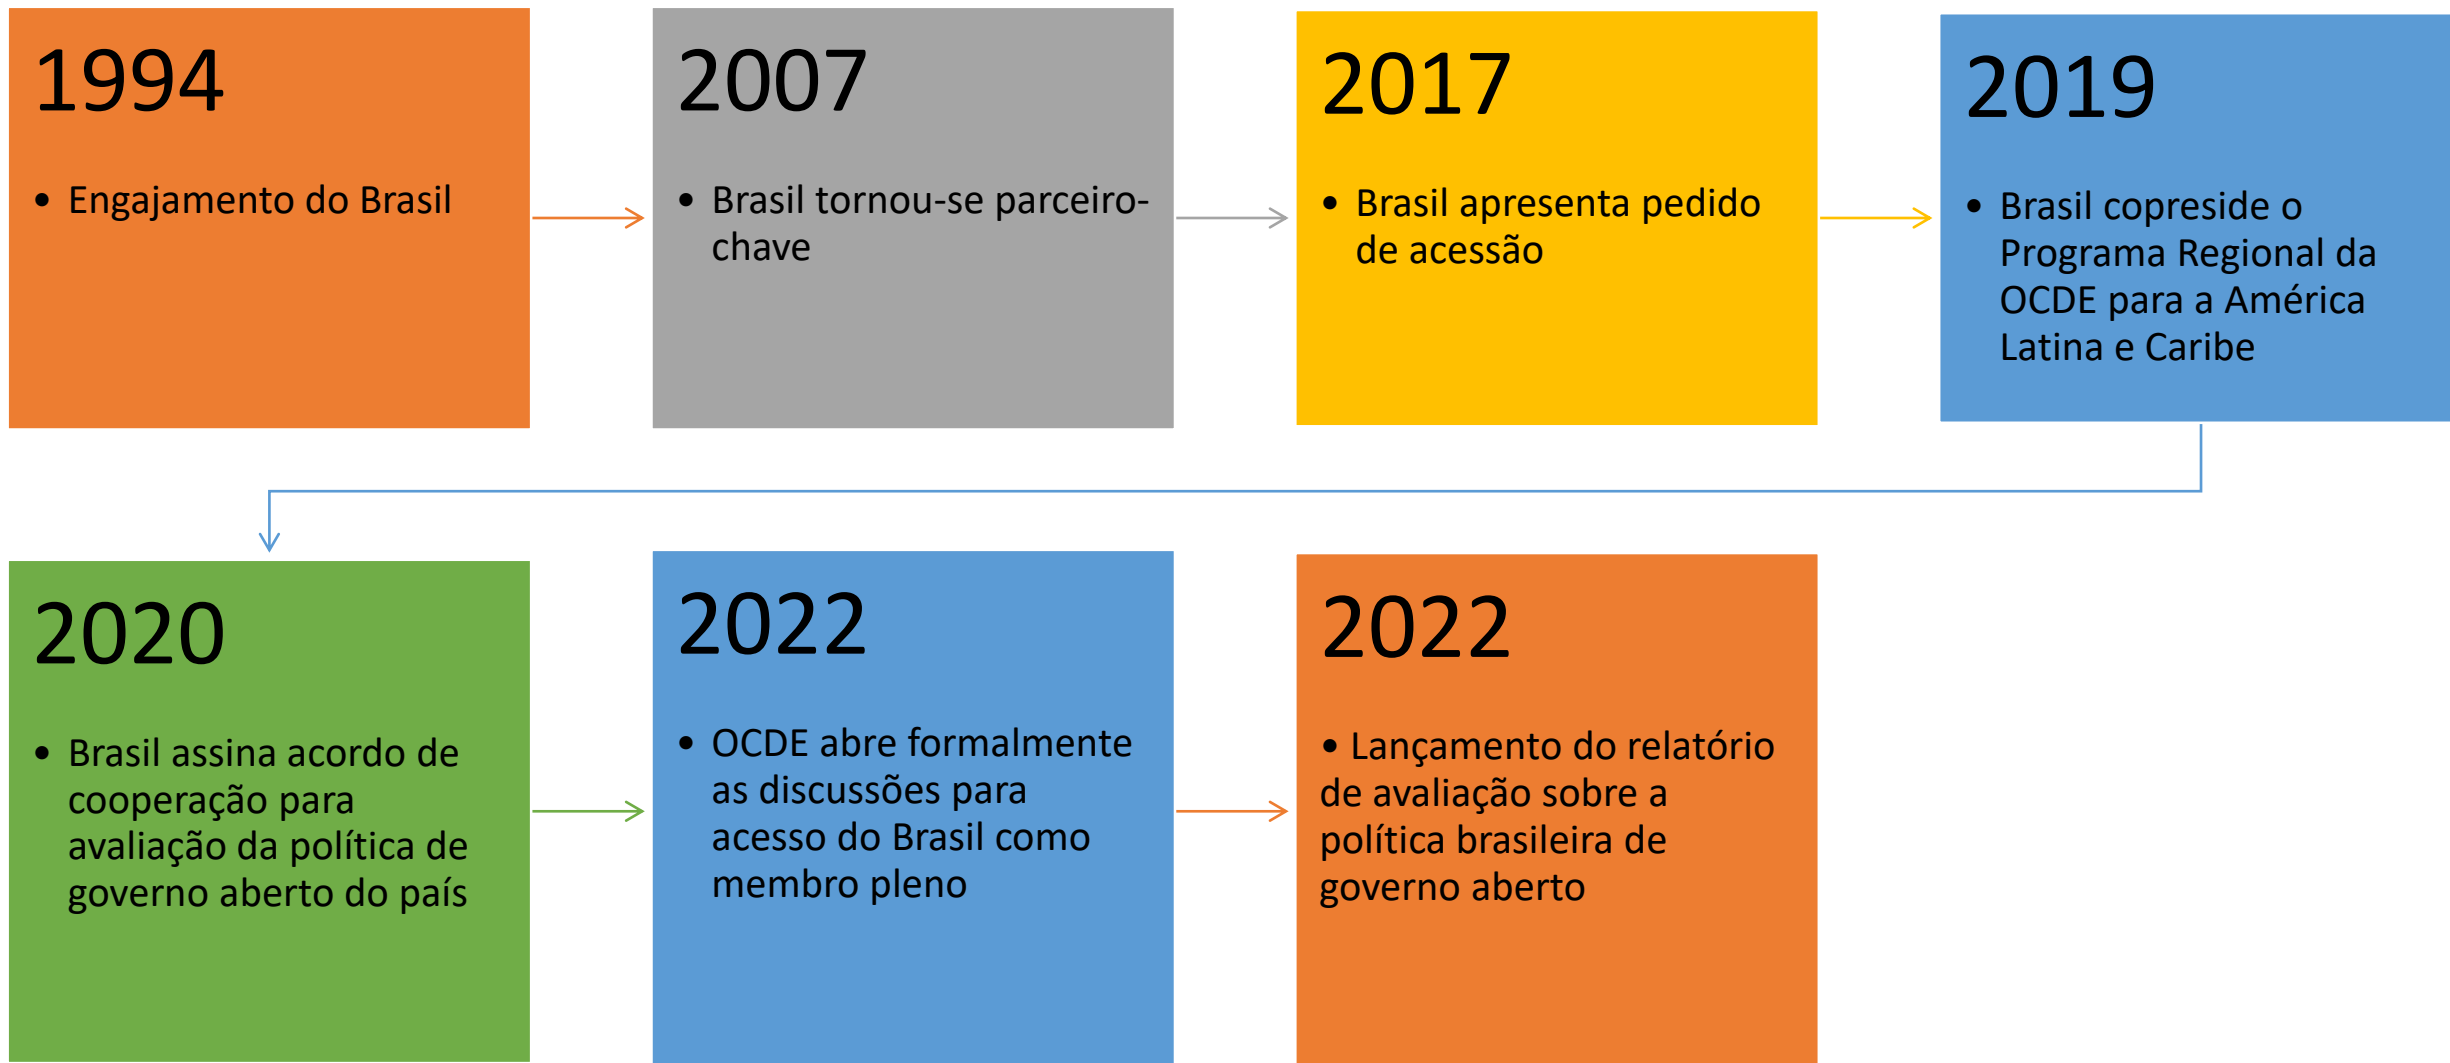 1994
• Engajamento do Brasil
2007
• Brasil tornou-se parceiro-
chave
2017
• Brasil apresenta pedido
de acessão
2019
• Brasil copreside o
Programa Regional da
OCDE para a América
Latina e Caribe
2020
• Brasil assina acordo de
cooperação para
avaliação da política de
governo aberto do país
2022
• OCDE abre formalmente
as discussões para
acesso do Brasil como
membro pleno
2022
• Lançamento do relatório
de avaliação sobre a
política brasileira de
governo aberto